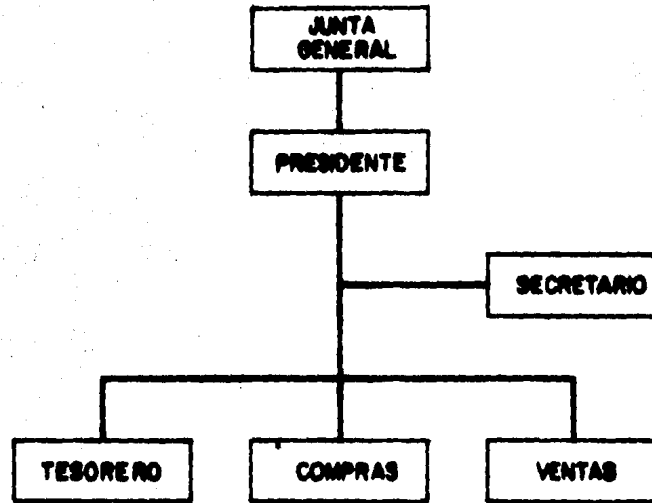 JUNTA
GENERAL
PRESIDENTE
SECRETARIO
TESORERO
COMPRAS
VENTAS